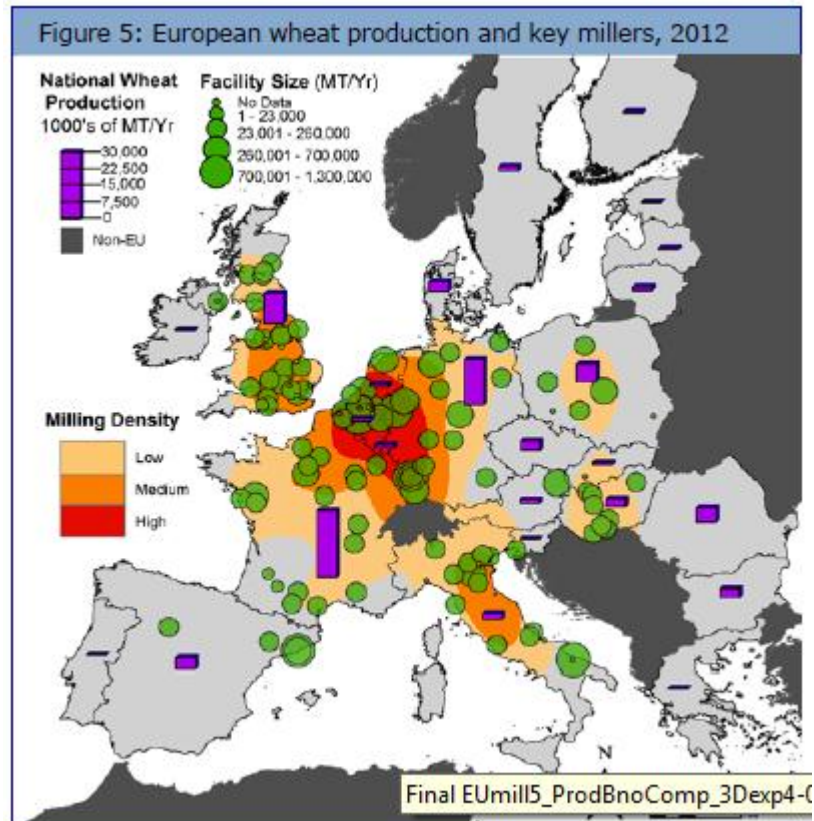 Figure 5: European wheat production and key millers, 2012
National Wheat
Production
1000's of MT/Yr
30,000
22,500
15,000
7,500
0
Non-EU
Facility Size (MT/Yr)
No Data
1 - 23,000
23,001 - 260,000
260,001 - 700,000
700,001 - 1,300,000
Milling Density
Low
Medium
High
N
Final EUmill5_ProdBnoComp_3Dexp4-0